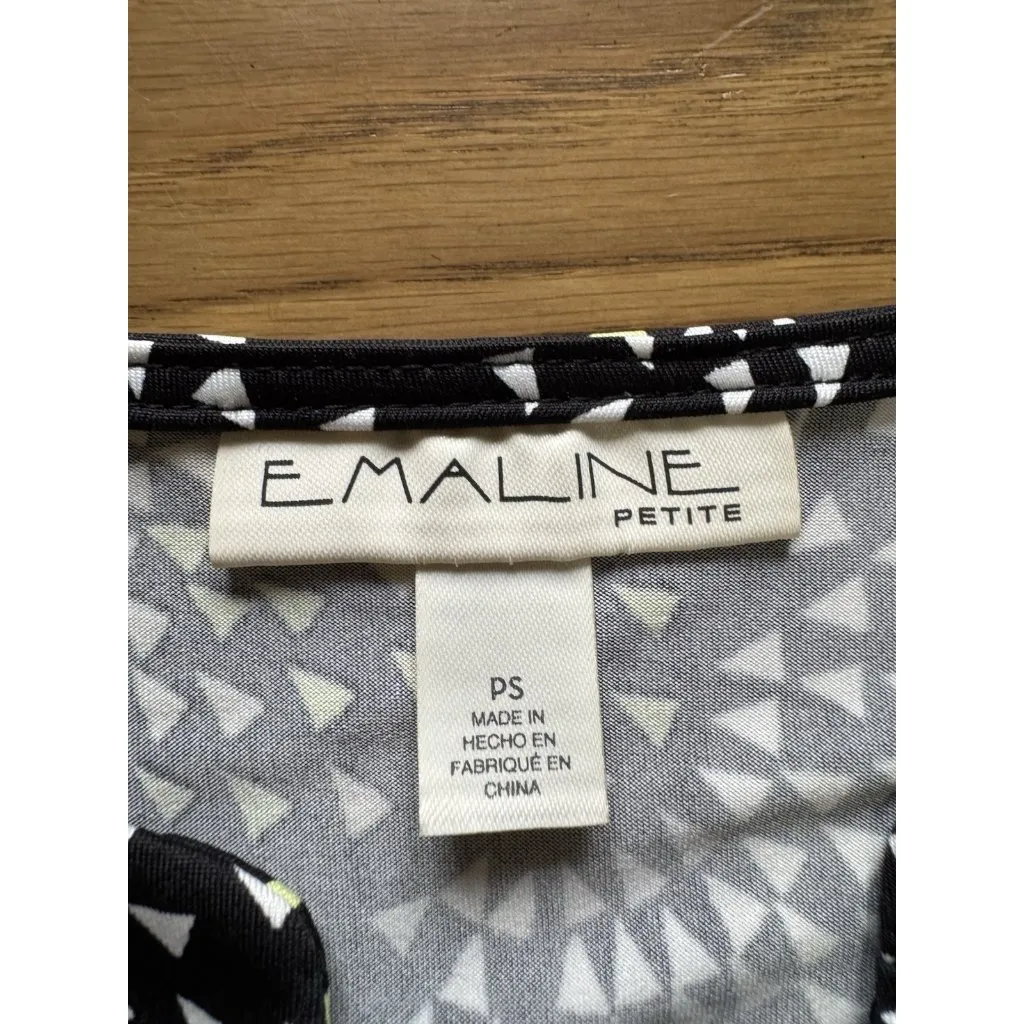 EMALINE
PETITE
PS
MADE IN
HECHO EN
FABRIQUÉ EN
CHINA